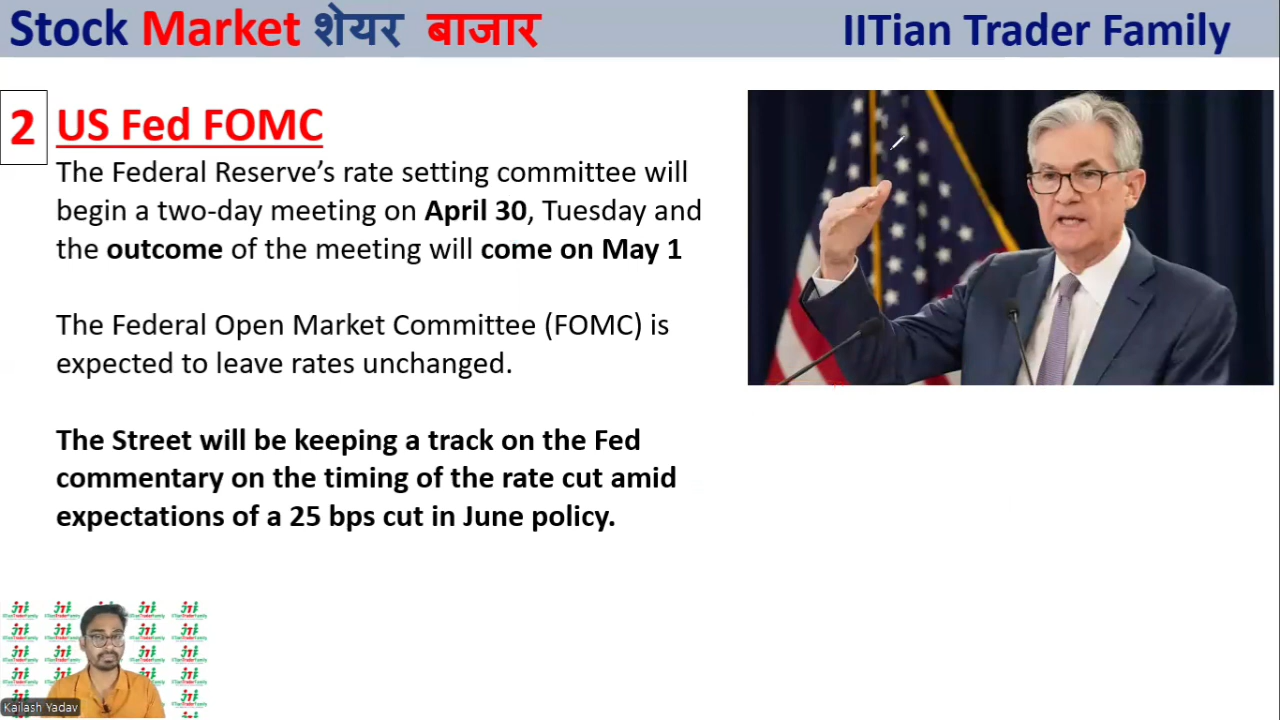 Stock Market शेयर बाजार
IITian Trader Family
2 US Fed FOMC
The Federal Reserve’s rate setting committee will
begin a two-day meeting on April 30, Tuesday and
the outcome of the meeting will come on May 1
The Federal Open Market Committee (FOMC) is
expected to leave rates unchanged.
The Street will be keeping a track on the Fed
commentary on the timing of the rate cut amid
expectations of a 25 bps cut in June policy.
Kailash Yadav